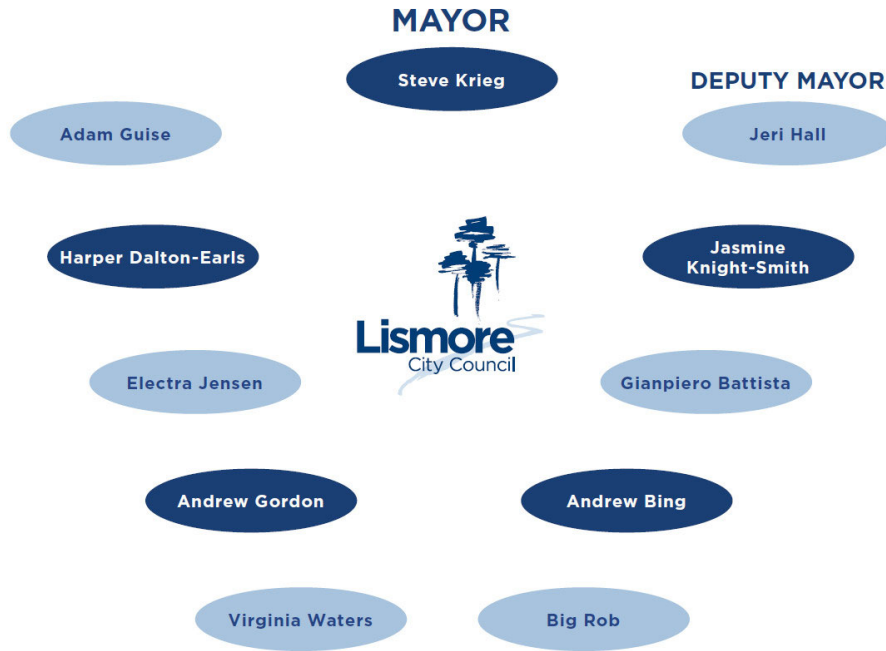 MAYOR
Steve Krieg
DEPUTY MAYOR
Adam Guise
Jeri Hall
Harper Dalton-Earls
Jasmine
Knight-Smith
Lismore
City Council
Electra Jensen
Gianpiero Battista
Andrew Gordon
Andrew Bing
Virginia Waters
Big Rob